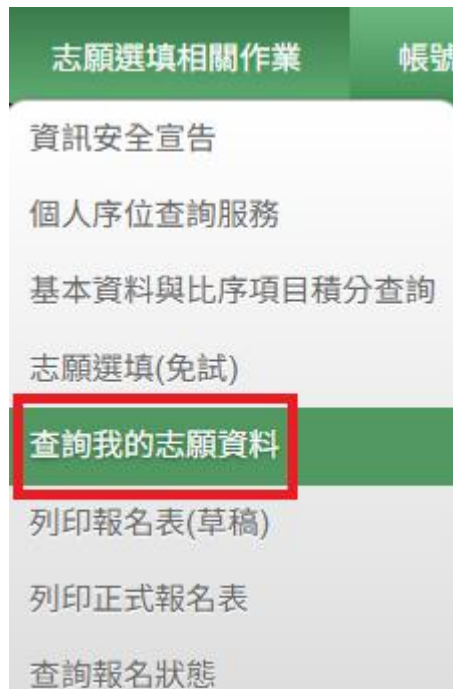 志願選填相關作業 帳號
資訊安全宣告
個人序位查詢服務
基本資料與比序項目積分查詢
志願選填(免試)
查詢我的志願資料
列印報名表(草稿)
列印正式報名表
查詢報名狀態